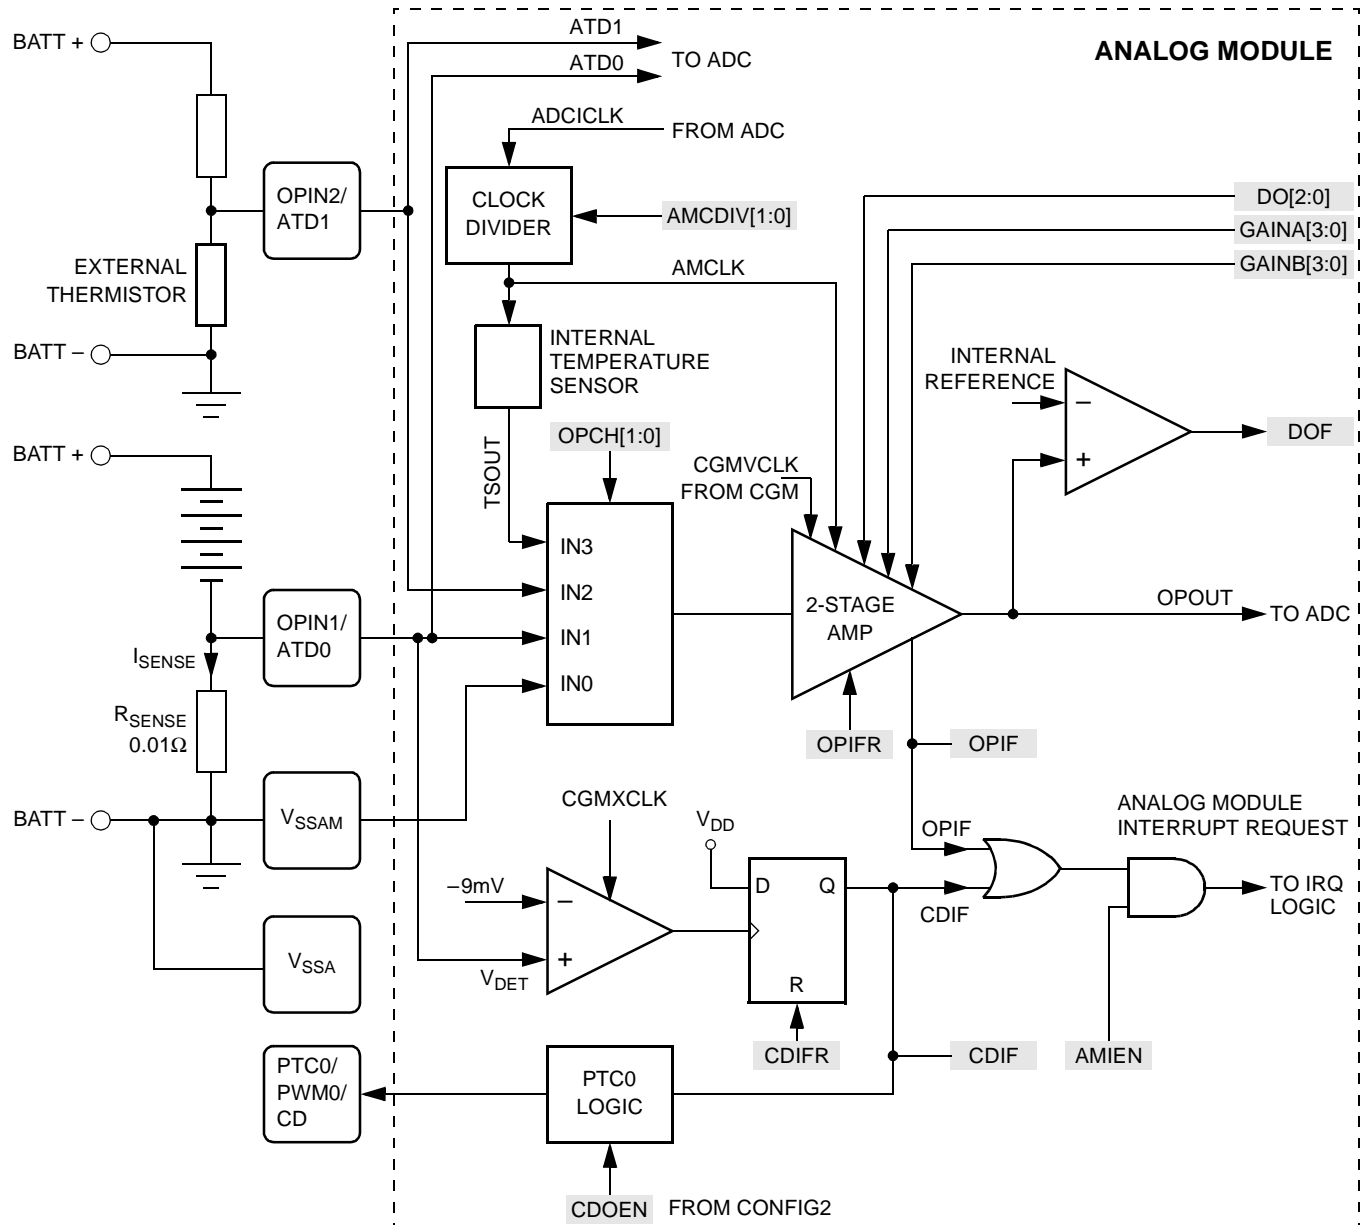 ANALOG MODULE
BATT +
ATD1
ATD0
TO ADC
ADCICLK
FROM ADC
CLOCK
DIVIDER
AMCDIV[1:0]
OPIN2/
ATD1
DO[2:0]
GAINA[3:0]
GAINB[3:0]
EXTERNAL
THERMISTOR
AMCLK
BATT –
INTERNAL
TEMPERATURE
SENSOR
INTERNAL
REFERENCE
–
+
DOF
BATT +
TSOUT
OPCH[1:0]
CGMVCLK
FROM CGM
IN3
IN2
IN1
IN0
2-STAGE
AMP
OPOUT
TO ADC
OPIN1/
ATD0
ISENSE
RSENSE
0.01Ω
OPIFR
OPIF
BATT –
VSSAM
CGMXCLK
VDD
OPIF
ANALOG MODULE
INTERRUPT REQUEST
–9mV
–
+
VDET
D
Q
R
CDIF
TO IRQ
LOGIC
VSSA
CDIFR
CDIF
AMIEN
PTC0/
PWM0/
CD
PTC0
LOGIC
CDOEN
FROM CONFIG2